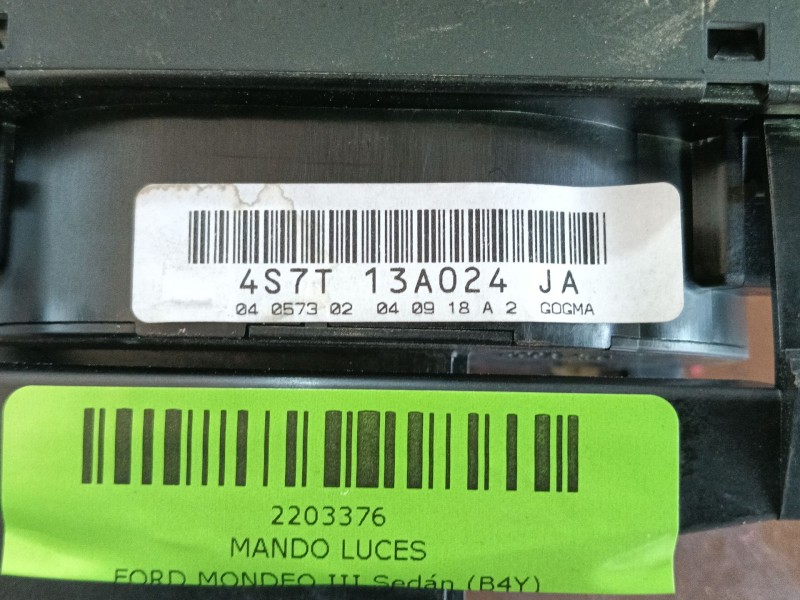 4S7T 13A024 JA
04 0573 02 04 09 18 A 2 GOGMA
2203376
MANDO LUCES
FORD MONDEO III Sedán (B4Y)